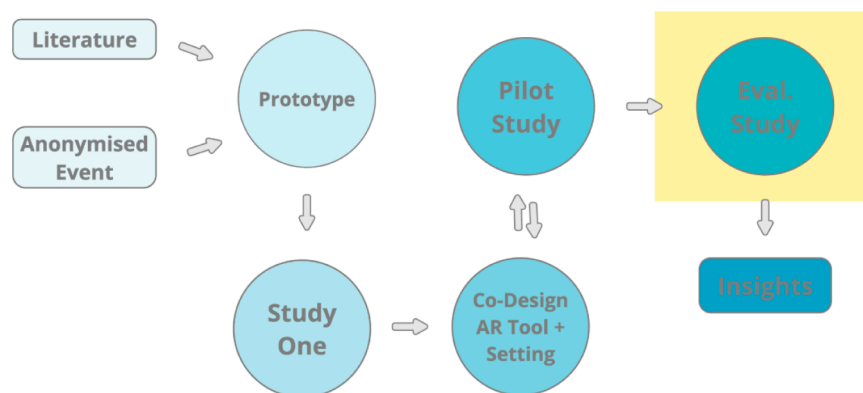 Literature
Anonymised
Event
Prototype
Study
One
Co-Design
AR Tool +
Setting
Pilot
Study
Eval.
Study
Insights